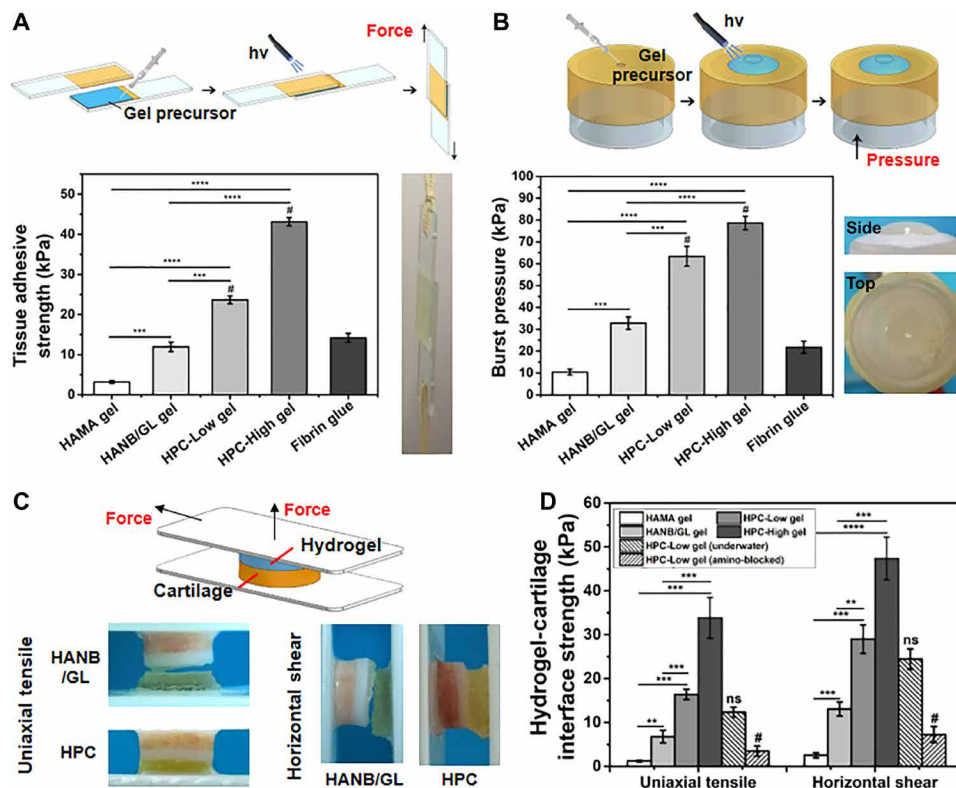 A
hv
Force
Gel precursor
Tissue adhesive
strength (kPa)
50
40
30
20
10
0
****
****
****
***
***
#
#
HAMA gel
HANB/GL gel
HPC-Low gel
HPC-High gel
Fibrin glue
B
hv
Gel
precursor
Pressure
Burst pressure (kPa)
100
90
80
70
60
50
40
30
20
10
0
****
****
****
***
***
#
#
HAMA gel
HANB/GL gel
HPC-Low gel
HPC-High gel
Fibrin glue
Side
Top
C
Force
Force
Hydrogel
Cartilage
Uniaxial tensile
HANB
/GL
HPC
Horizontal shear
HANB/GL
HPC
D
Hydrogel-cartilage
interface strength (kPa)
60
50
40
30
20
10
0
HAMA gel
HPC-Low gel
HANB/GL gel
HPC-High gel
HPC-Low gel (underwater)
HPC-Low gel (amino-blocked)
***
***
***
***
**
ns
#
***
****
**
***
***
ns
#
Uniaxial tensile
Horizontal shear